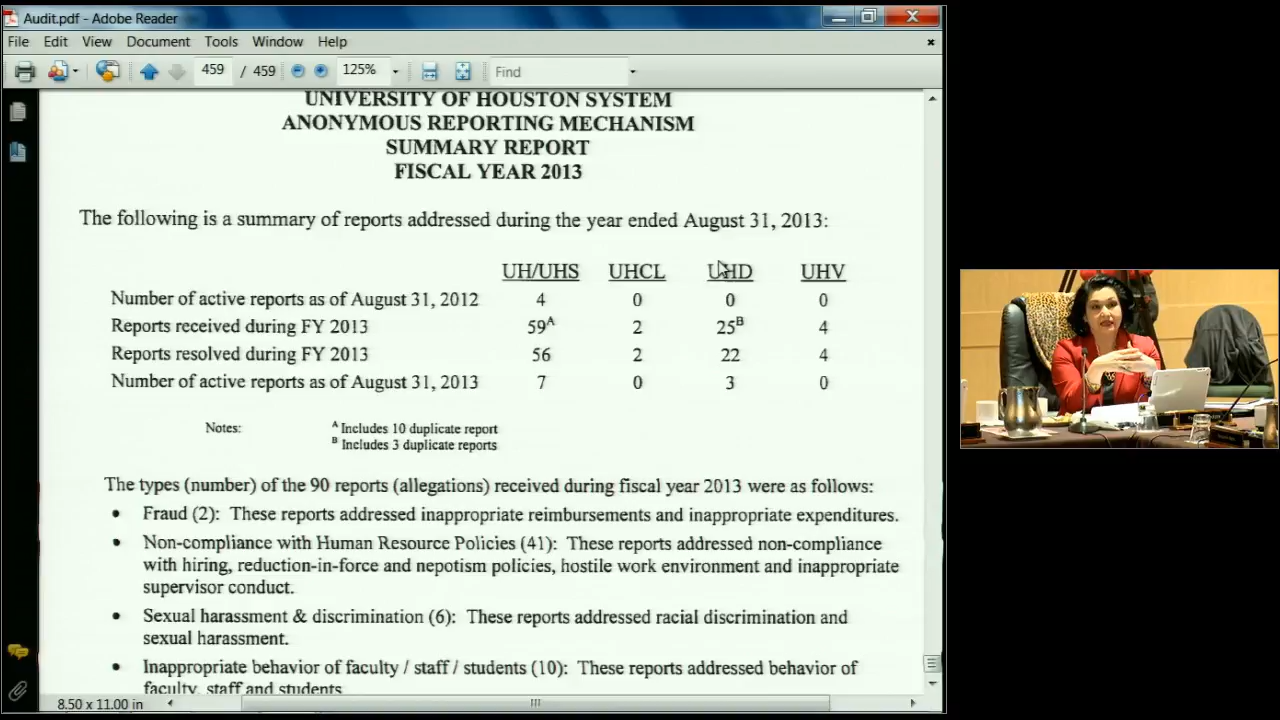 Audit.pdf - Adobe Reader
File Edit View Document Tools Window Help
459 / 459 125% Find
UNIVERSITY OF HOUSTON SYSTEM
ANONYMOUS REPORTING MECHANISM
SUMMARY REPORT
FISCAL YEAR 2013
The following is a summary of reports addressed during the year ended August 31, 2013:
UH/UHS UHCL UHD UHV
Number of active reports as of August 31, 2012 4 0 0 0
Reports received during FY 2013 59A 2 25B 4
Reports resolved during FY 2013 56 2 22 4
Number of active reports as of August 31, 2013 7 0 3 0
Notes: A Includes 10 duplicate report
B Includes 3 duplicate reports
The types (number) of the 90 reports (allegations) received during fiscal year 2013 were as follows:
• Fraud (2): These reports addressed inappropriate reimbursements and inappropriate expenditures.
• Non-compliance with Human Resource Policies (41): These reports addressed non-compliance
with hiring, reduction-in-force and nepotism policies, hostile work environment and inappropriate
supervisor conduct.
• Sexual harassment & discrimination (6): These reports addressed racial discrimination and
sexual harassment.
• Inappropriate behavior of faculty / staff / students (10): These reports addressed behavior of
faculty, staff and students
8.50 x 11.00 in